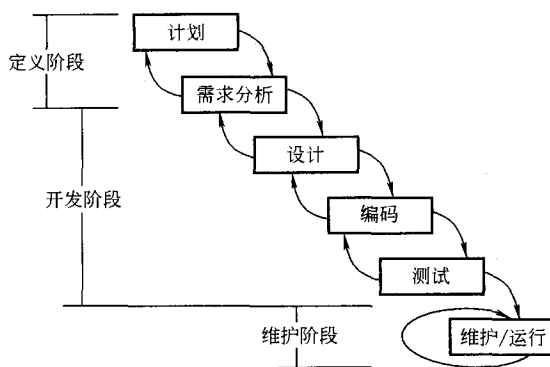 计划
定义阶段
需求分析
设计
开发阶段
编码
测试
维护阶段
维护/运行